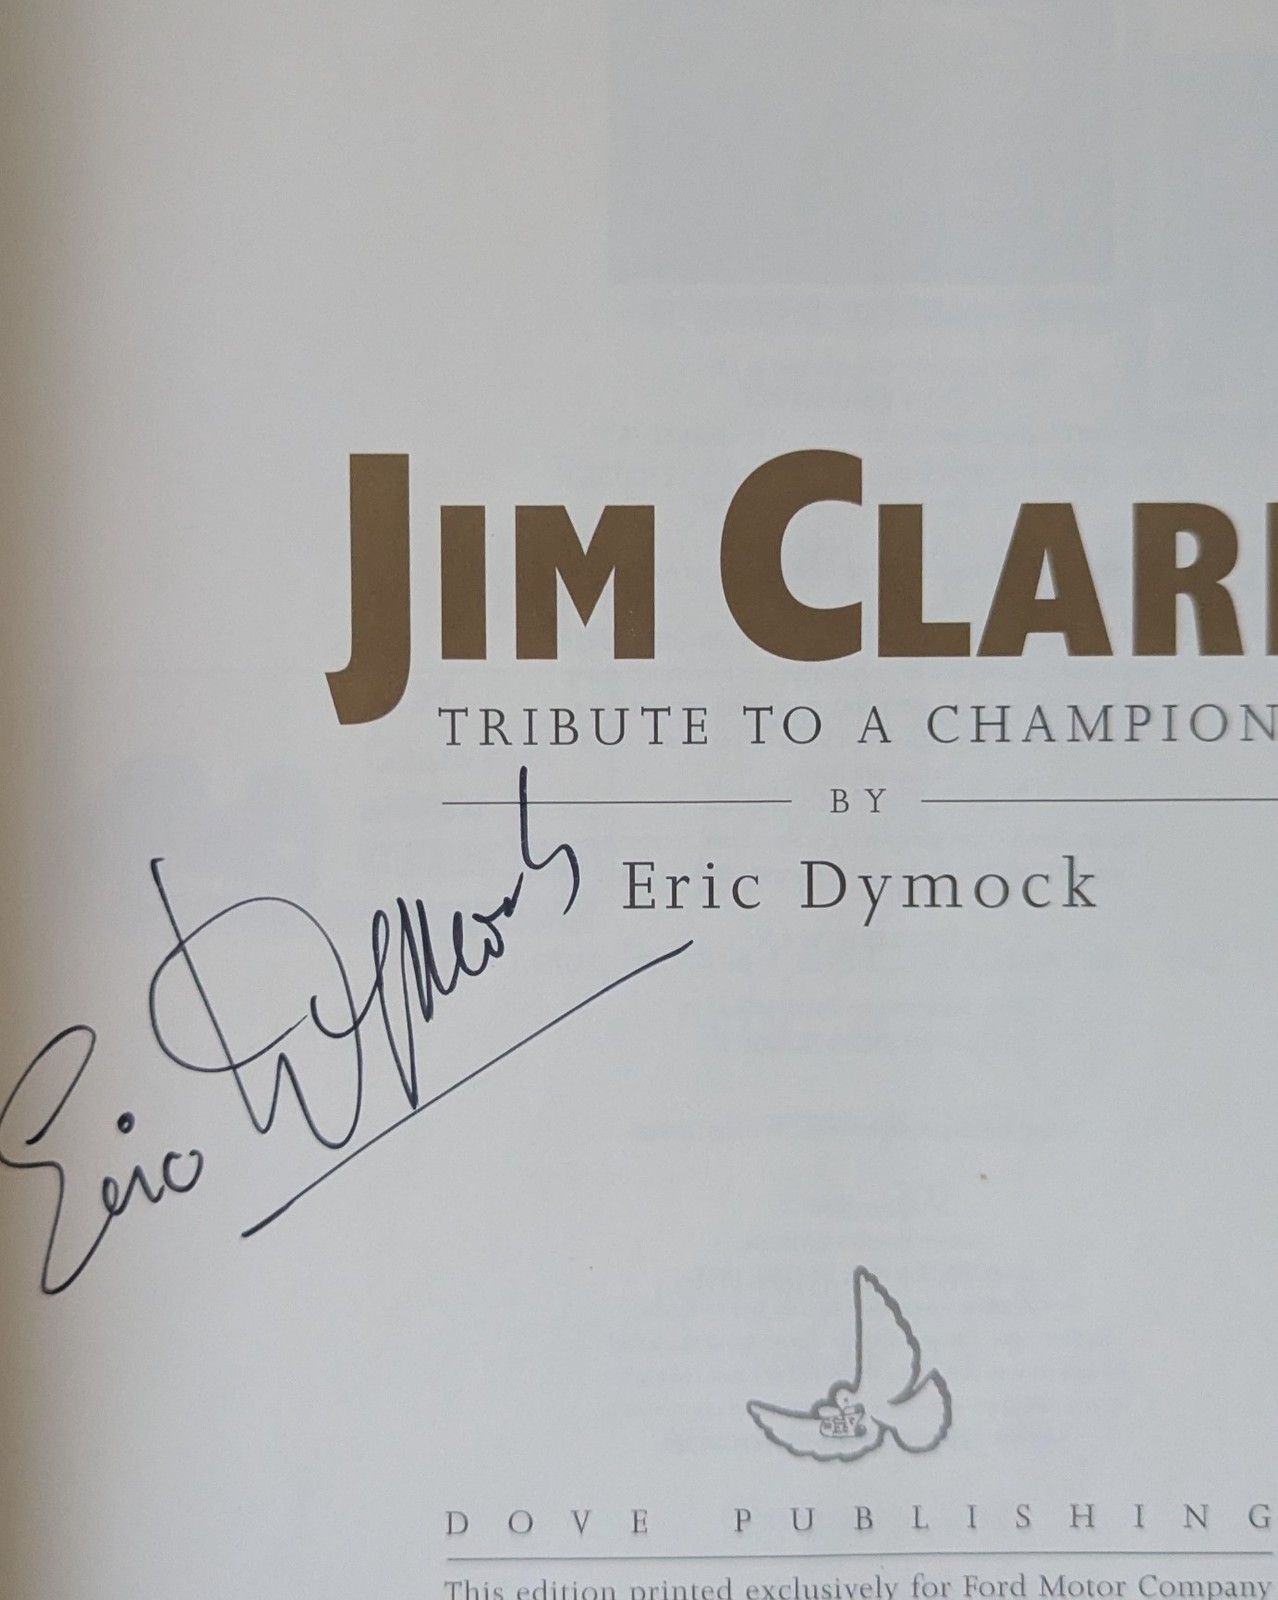 JIM CLARK
TRIBUTE TO A CHAMPION
BY
Eric Dymock
Eric Dymock
DOVE PUBLISHING
This edition printed exclusively for Ford Motor Company